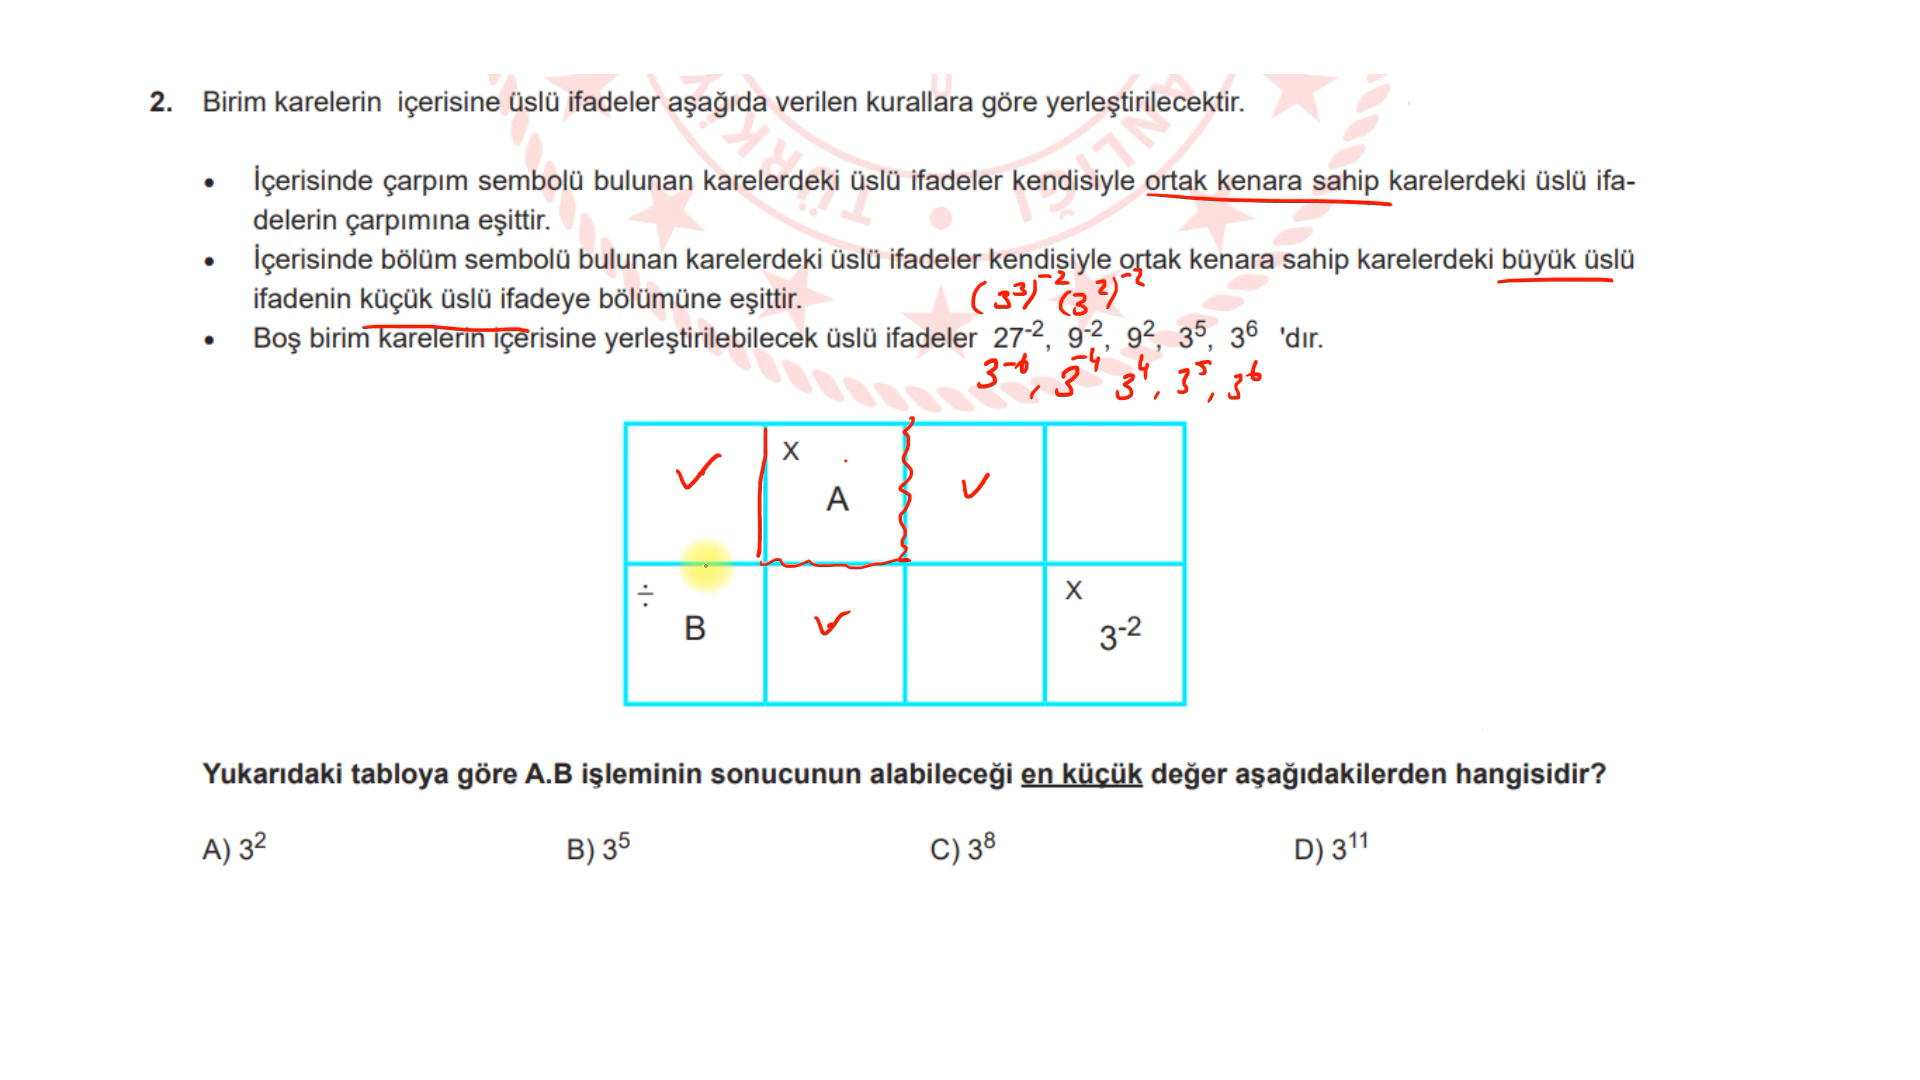 2. Birim karelerin içerisine üslü ifadeler aşağıda verilen kurallara göre yerleştirilecektir.
• İçerisinde çarpım sembolü bulunan karelerdeki üslü ifadeler kendisiyle ortak kenara sahip karelerdeki üslü ifa-
delerin çarpımına eşittir.
• İçerisinde bölüm sembolü bulunan karelerdeki üslü ifadeler kendisiyle ortak kenara sahip karelerdeki büyük üslü
ifadenin küçük üslü ifadeye bölümüne eşittir.
(3³)⁻² (3²)⁻²
• Boş birim karelerin içerisine yerleştirilebilecek üslü ifadeler 27⁻², 9⁻², 9², 3⁵, 3⁶ 'dır.
3⁻⁶, 3⁻⁴ 3⁴, 3⁵, 3⁶
X
A
÷
B
X
3⁻²
Yukarıdaki tabloya göre A.B işleminin sonucunun alabileceği en küçük değer aşağıdakilerden hangisidir?
A) 3² B) 3⁵ C) 3⁸ D) 3¹¹
TÜRKİY
ANLIĞI